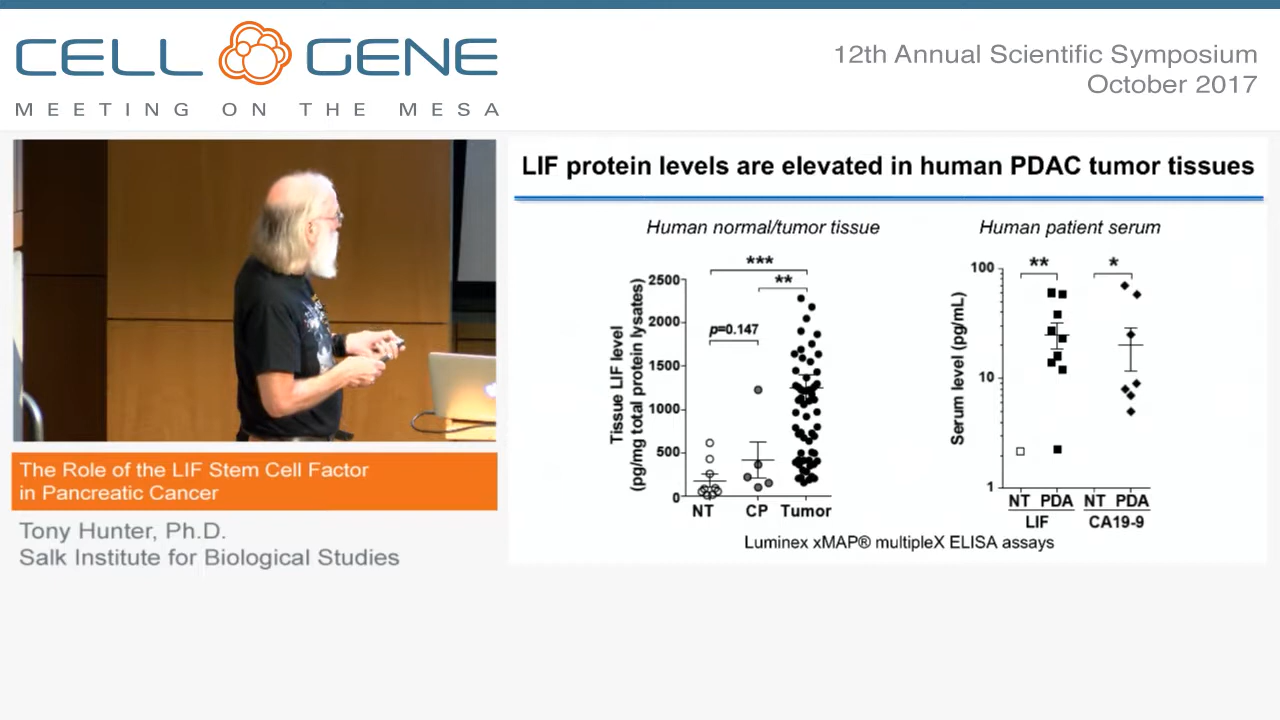 CELL GENE
MEETING ON THE MESA
12th Annual Scientific Symposium
October 2017
LIF protein levels are elevated in human PDAC tumor tissues
Human normal/tumor tissue
Tissue LIF level
(pg/mg total protein lysates)
2500
2000
1500
1000
500
0
***
**
p=0.147
NT CP Tumor
Human patient serum
Serum level (pg/mL)
100
10
1
**
*
NT PDA NT PDA
LIF CA19-9
Luminex xMAP® multipleX ELISA assays
The Role of the LIF Stem Cell Factor
in Pancreatic Cancer
Tony Hunter, Ph.D.
Salk Institute for Biological Studies